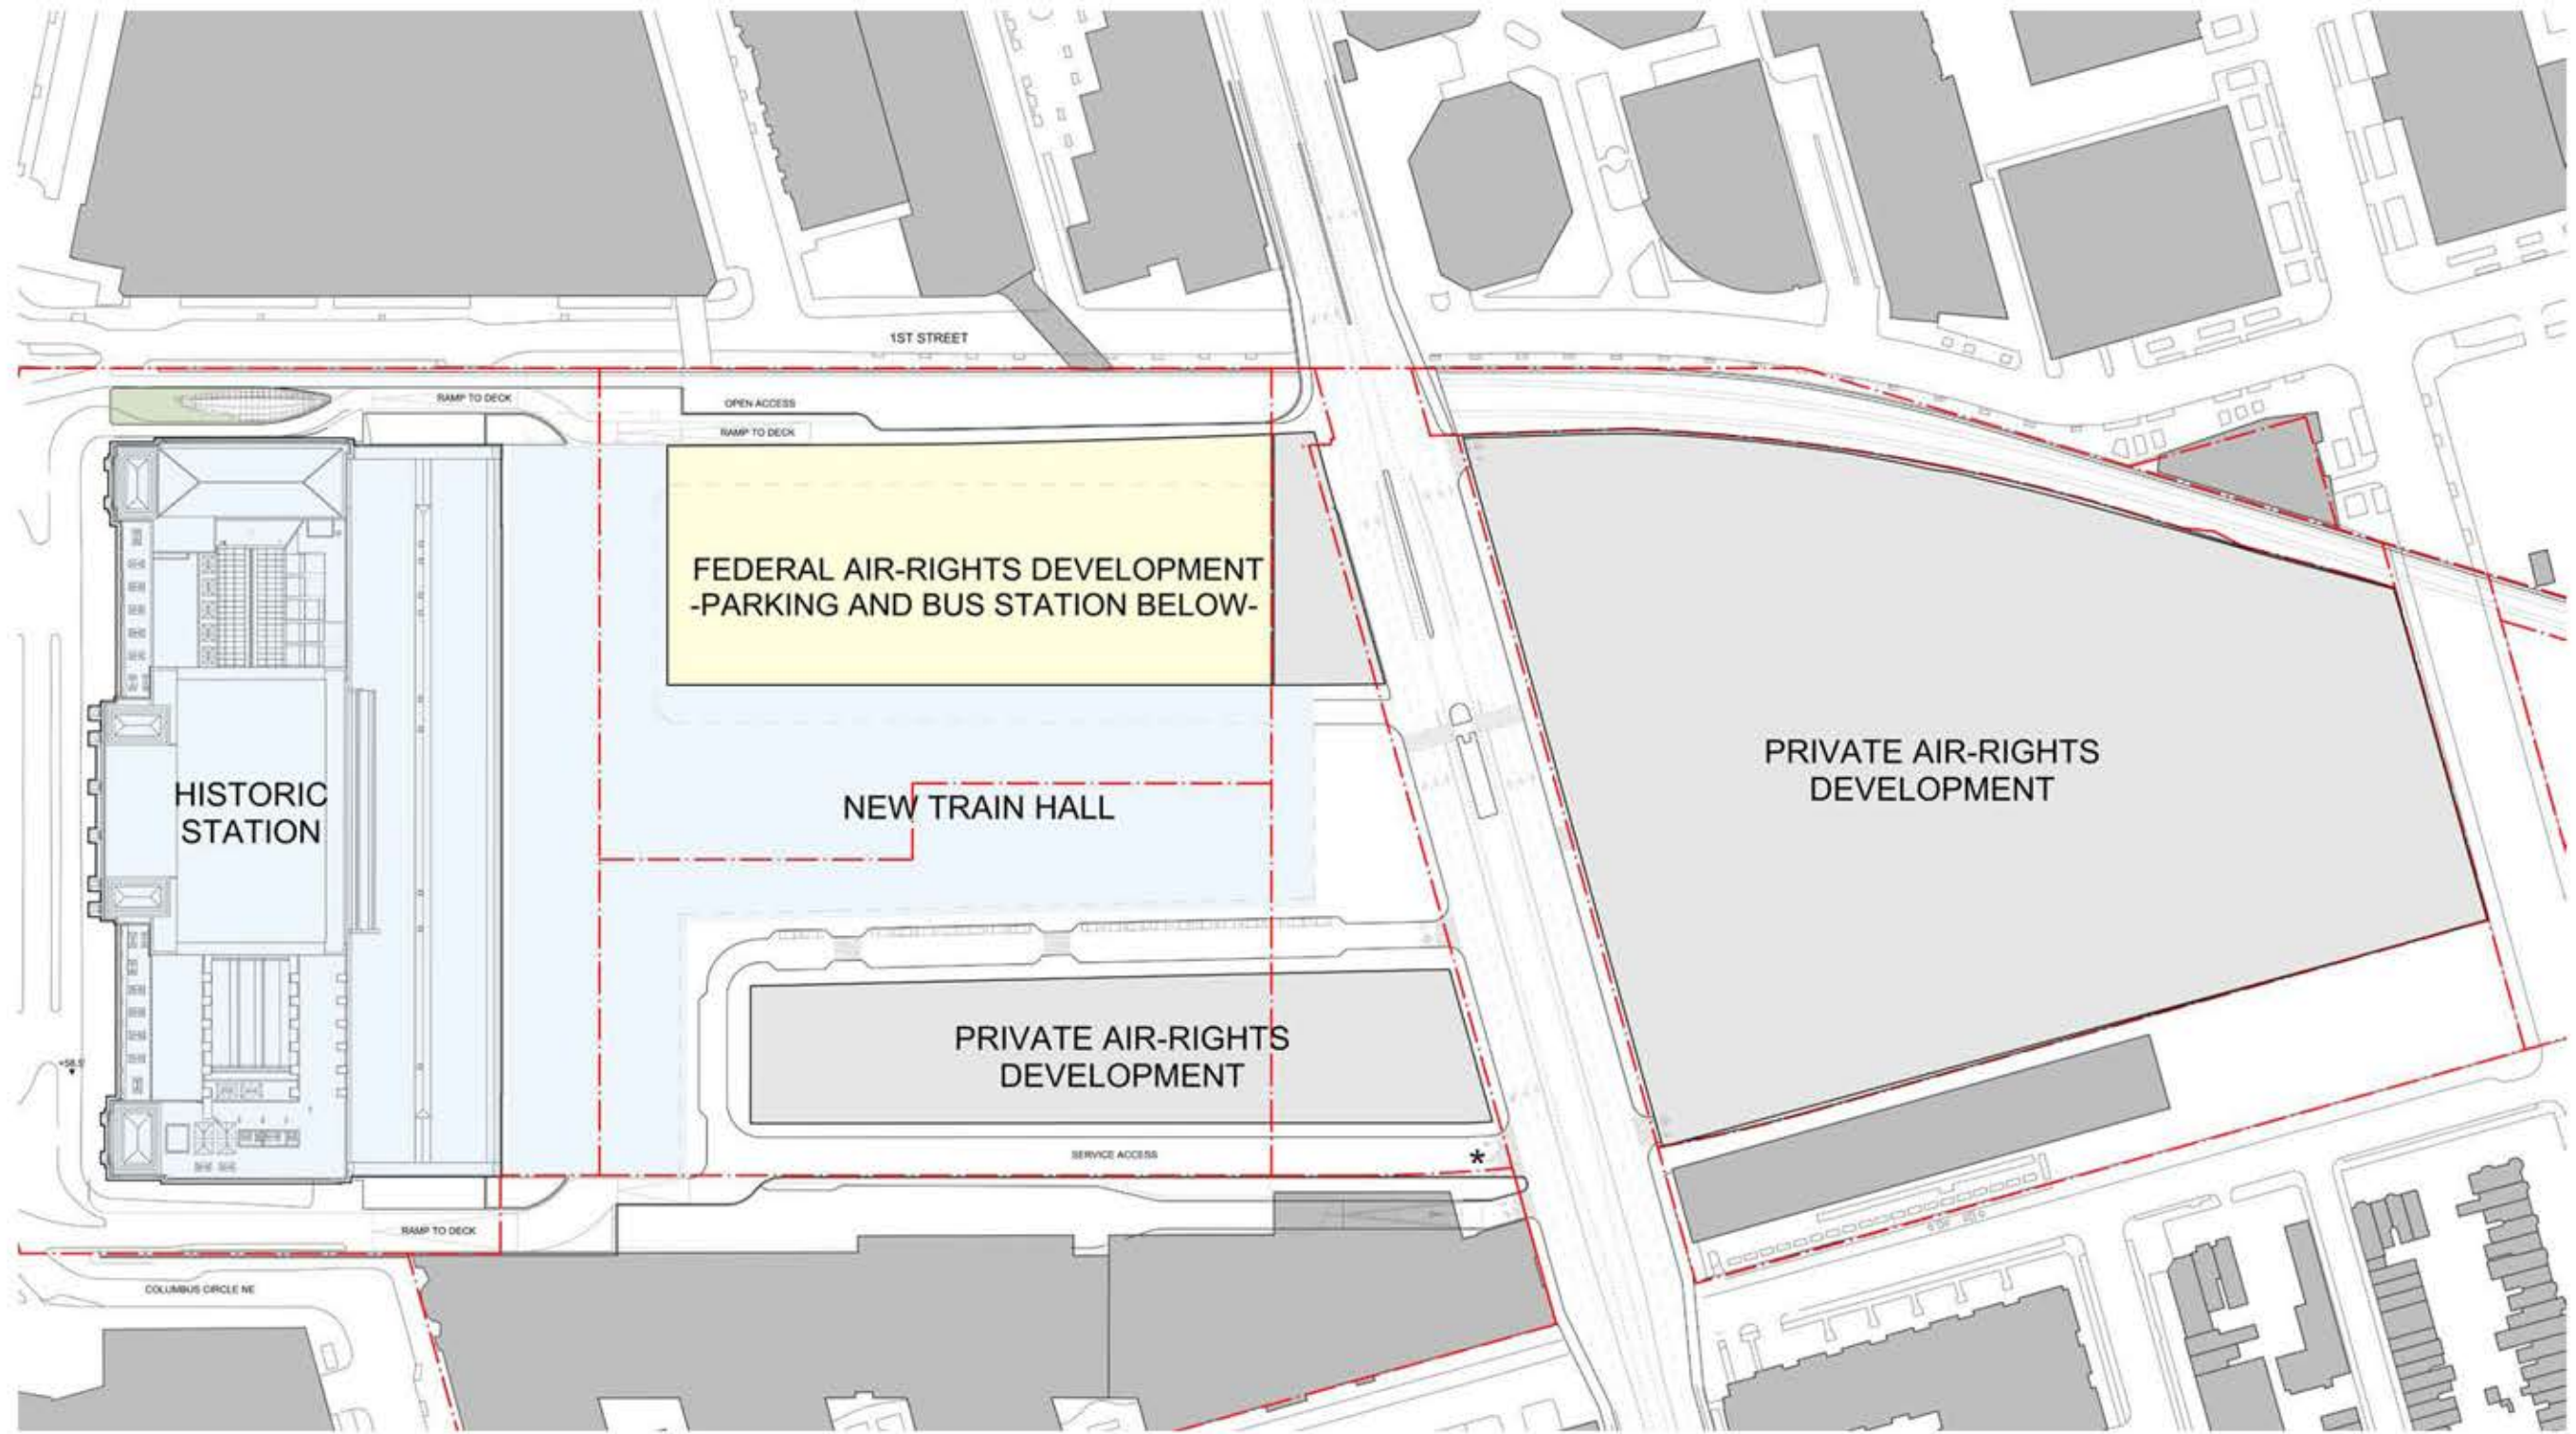 1ST STREET
RAMP TO DECK
OPEN ACCESS
RAMP TO DECK
FEDERAL AIR-RIGHTS DEVELOPMENT
-PARKING AND BUS STATION BELOW-
PRIVATE AIR-RIGHTS
DEVELOPMENT
HISTORIC
STATION
NEW TRAIN HALL
PRIVATE AIR-RIGHTS
DEVELOPMENT
SERVICE ACCESS
*
RAMP TO DECK
COLUMBUS CIRCLE NE